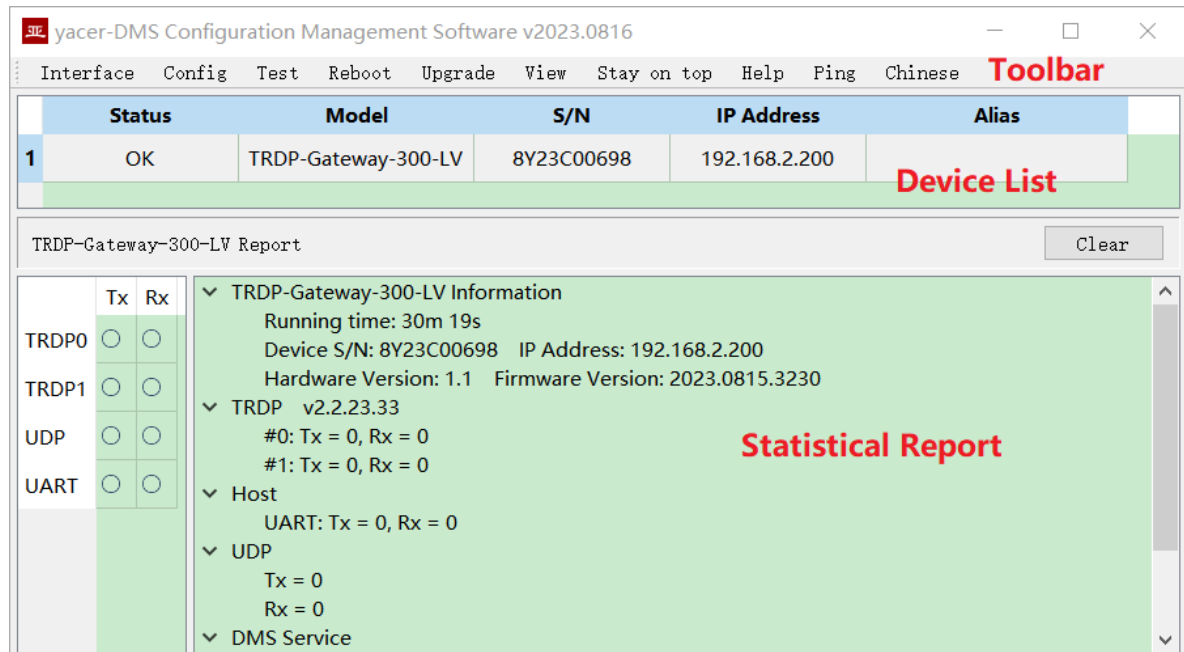 yacer-DMS Configuration Management Software v2023.0816
Interface Config Test Reboot Upgrade View Stay on top Help Ping Chinese Toolbar
Status Model S/N IP Address Alias
1 OK TRDP-Gateway-300-LV 8Y23C00698 192.168.2.200
Device List
TRDP-Gateway-300-LV Report Clear
Tx Rx
TRDP0
TRDP1
UDP
UART
TRDP-Gateway-300-LV Information
Running time: 30m 19s
Device S/N: 8Y23C00698 IP Address: 192.168.2.200
Hardware Version: 1.1 Firmware Version: 2023.0815.3230
TRDP v2.2.23.33
#0: Tx = 0, Rx = 0
#1: Tx = 0, Rx = 0
Host
UART: Tx = 0, Rx = 0
UDP
Tx = 0
Rx = 0
DMS Service
Statistical Report